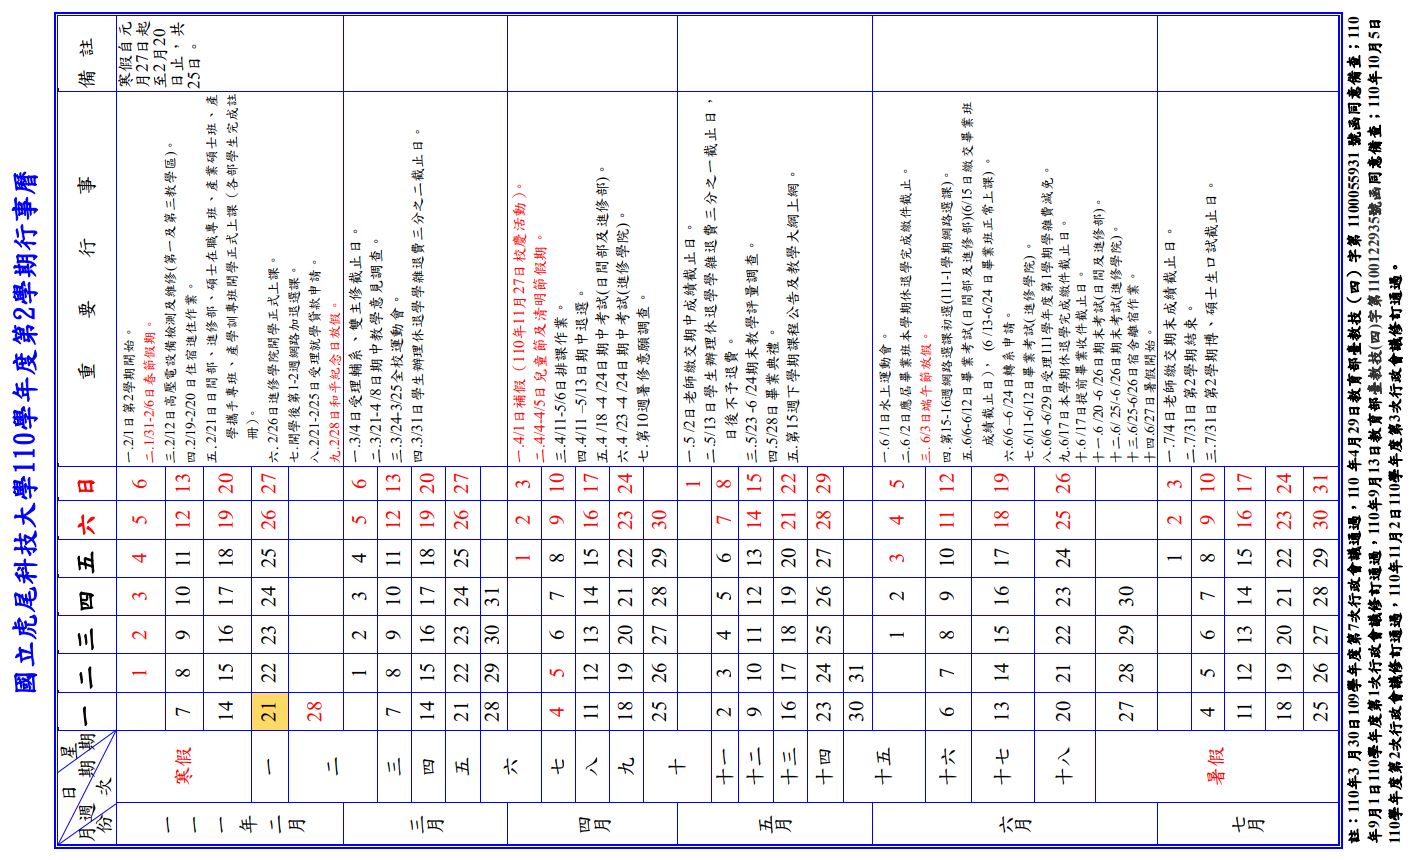 國立虎尾科技大學110學年度第2學期行事曆
月份 週次 日期 星期 一 二 三 四 五 六 日 重要行事 備註
一一一年二月
寒假 1 2 3 4 5 6
7 8 9 10 11 12 13
14 15 16 17 18 19 20
一 21 22 23 24 25 26 27
二 28
一.2/1日第2學期開始。
二.1/31-2/6日春節假期。
三.2/12日高壓電設備檢測及維修(第一及第三教學區)。
四.2/19-2/20 日住宿進住作業。
五. 2/21日日間部、進修部、碩士在職專班、產業碩士班、產
學攜手專班、產學訓專班開學正式上課（各部學生完成註
冊)。
六. 2/26日進修學院開學正式上課。
七.開學後第1-2週網路加退選課。
八.2/21-2/25日受理就學貸款申請。
九.2/28日和平紀念日放假。
寒假自元
月27日起
至2月20
日止，共
25日。
三月
1 2 3 4 5 6
三 7 8 9 10 11 12 13
四 14 15 16 17 18 19 20
五 21 22 23 24 25 26 27
六 28 29 30 31
一.3/4日受理輔系、雙主修截止日。
二.3/21-4 /8日期中教學意見調查。
三.3/24-3/25全校運動會。
四.3/31日學生辦理休退學學雜退費三分之二截止日。
四月
1 2 3
七 4 5 6 7 8 9 10
八 11 12 13 14 15 16 17
九 18 19 20 21 22 23 24
十 25 26 27 28 29 30
一.4/1日補假（110年11月27日校慶活動)。
二.4/4-4/5日兒童節及清明節假期。
三.4/11-5/6日排課作業。
四.4/11 –5/13日期中退選。
五.4 /18 -4 /24日期中考試(日間部及進修部)。
六.4 /23 -4 /24日期中考試(進修學院)。
七.第10週暑修意願調查。
五月
1
十一 2 3 4 5 6 7 8
十二 9 10 11 12 13 14 15
十三 16 17 18 19 20 21 22
十四 23 24 25 26 27 28 29
十五 30 31
一.5 /2日老師繳交期中成績截止日。
二.5/13日學生辦理休退學學雜退費三分之一截止日，
日後不予退費。
三.5/23 -6 /24期末教學評量調查。
四.5/28日畢業典禮。
五.第15週下學期課程公告及教學大綱上網。
六月
1 2 3 4 5
十六 6 7 8 9 10 11 12
十七 13 14 15 16 17 18 19
十八 20 21 22 23 24 25 26
27 28 29 30
一.6 /1日水上運動會。
二.6 /2日應屆畢業班本學期休退學完成繳件截止。
三. 6/3日端午節放假。
四.第15-16週網路選課初選(111-1學期網路選課)。
五.6/6-6/12日畢業考試(日間部及進修部)(6/15日繳交畢業班
成績截止日)， (6 /13-6/24 日畢業班正常上課) 。
六.6/6 –6 /24日轉系申請。
七.6/11-6/12日畢業考試( 進修學院) 。
八.6/6 -6/29日受理111學年度第1學期學雜費減免。
九.6/17日本學期休退學完成繳件截止日。
十.6 /17日提前畢業收件截止日。
十一.6 /20 -6 /26日期末考試(日間及進修部)。
十二.6/ 25/-6 /26日期末考試(進修學院)。
十三.6/25-6/26日宿舍離宿作業。
十四.6/27日暑假開始。
七月
暑假 1 2 3
4 5 6 7 8 9 10
11 12 13 14 15 16 17
18 19 20 21 22 23 24
25 26 27 28 29 30 31
一.7/4日老師繳交期末成績截止日。
二.7/31日第2學期結束。
三.7/31日第2學期博、碩士生口試截止日。
註：110年3 月30日109學年度第7次行政會議通過，110 年4月29日教育部臺教技（四）字第 1100055931 號函同意備查；110
年9月1日110學年度第1次行政會議修訂通過，110年9月13日教育部臺教技(四)字第1100122935號函同意備查；110年10月5日
110學年度第2次行政會議修訂通過，110年11月2日110學年度第3次行政會議修訂通過。